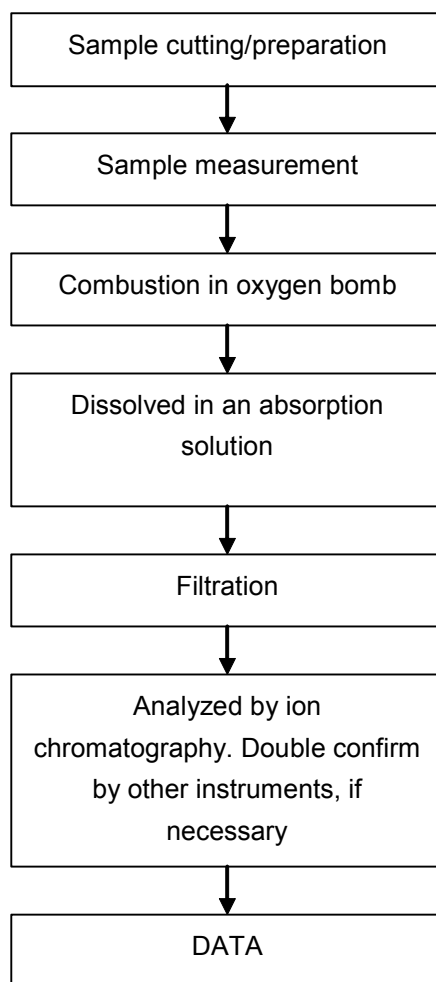 Sample cutting/preparation
Sample measurement
Combustion in oxygen bomb
Dissolved in an absorption
solution
Filtration
Analyzed by ion
chromatography. Double confirm
by other instruments, if
necessary
DATA